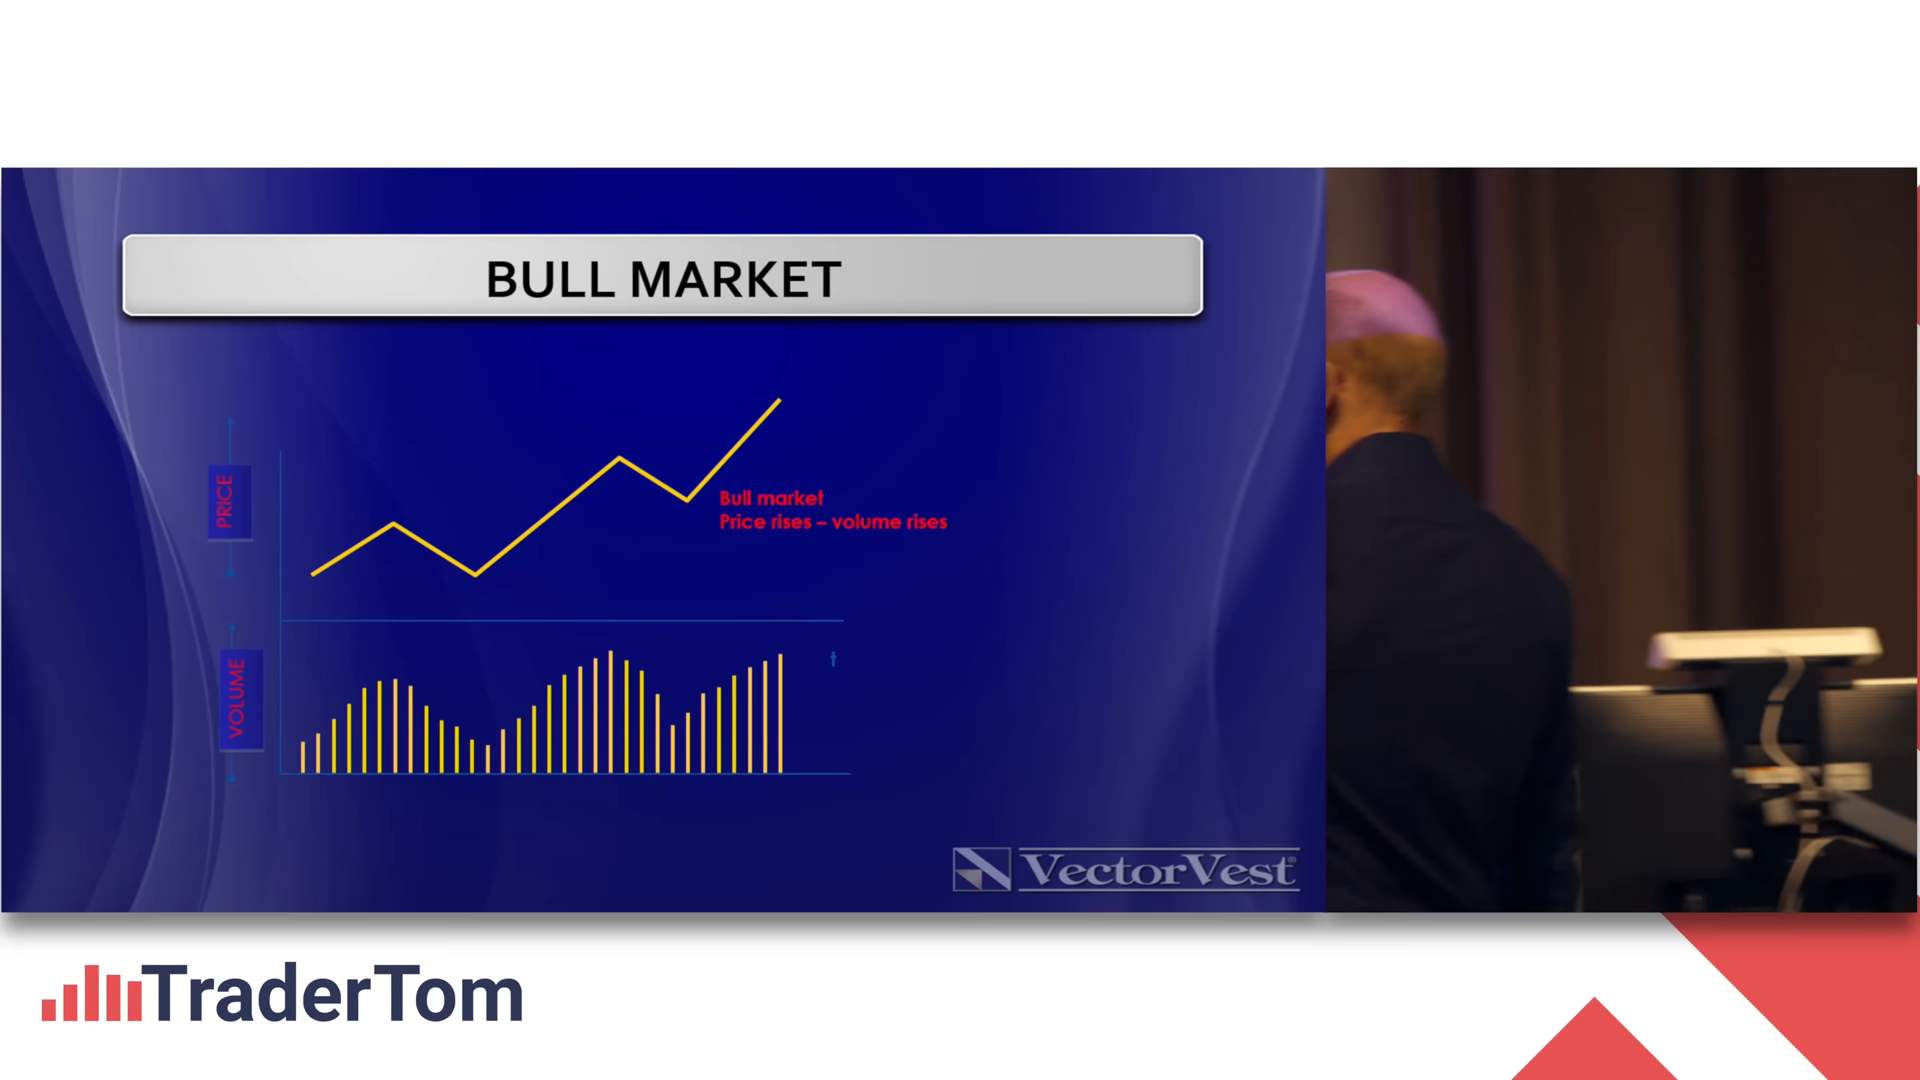 BULL MARKET
PRICE
Bull market
Price rises – volume rises
VOLUME
t
VectorVest®
TraderTom